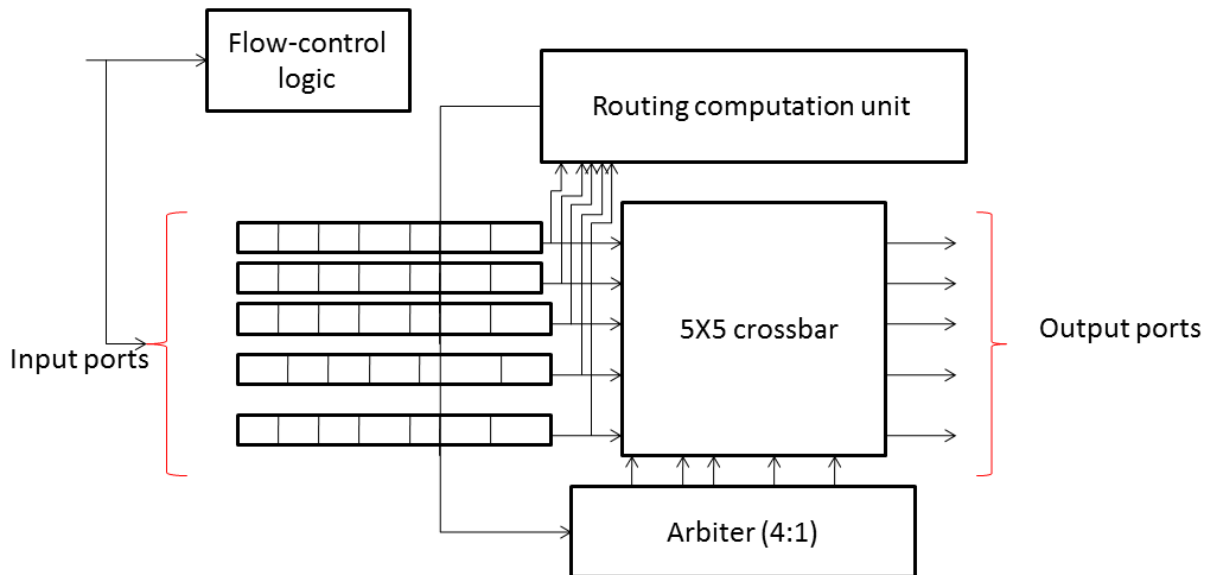 Flow-control
logic
Routing computation unit
Input ports
5X5 crossbar
Output ports
Arbiter (4:1)